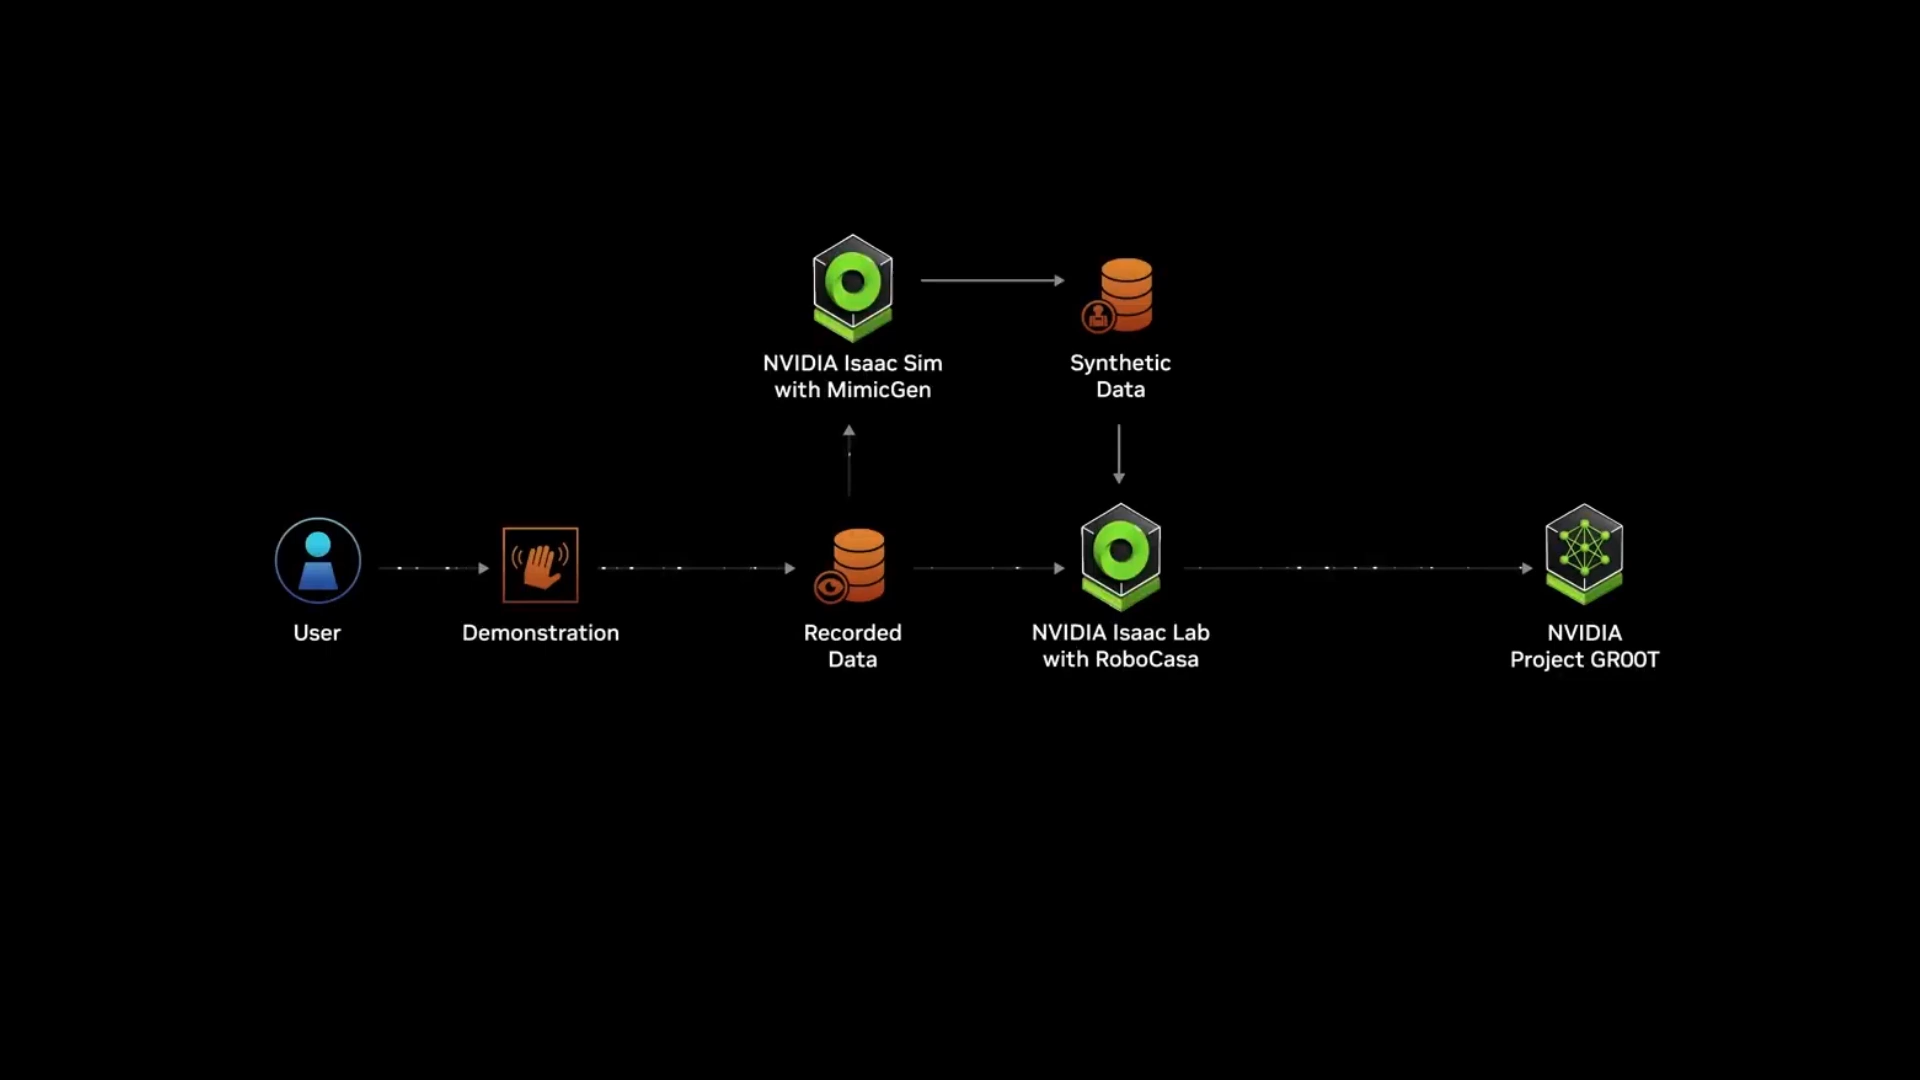 NVIDIA Isaac Sim
with MimicGen
Synthetic
Data
User
Demonstration
Recorded
Data
NVIDIA Isaac Lab
with RoboCasa
NVIDIA
Project GR00T